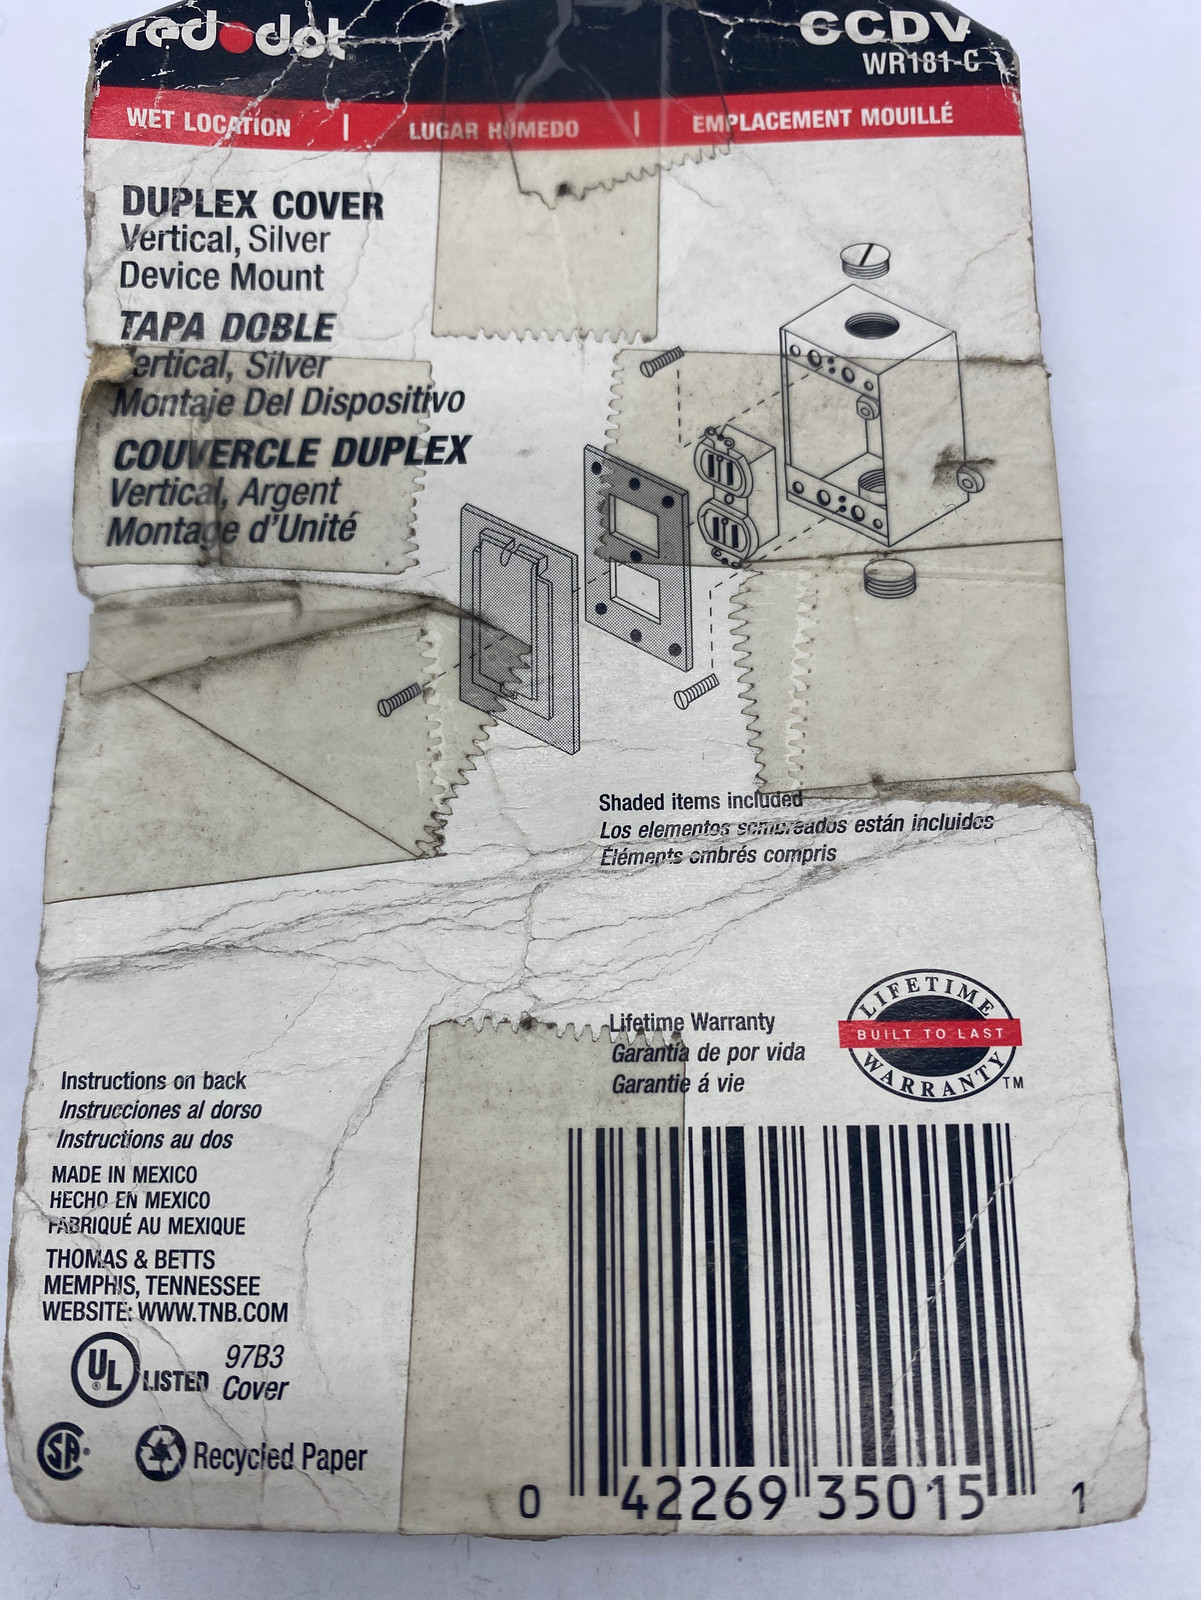 red dot®
CCDV
WR181-C
WET LOCATION | LUGAR HÚMEDO | EMPLACEMENT MOUILLÉ
DUPLEX COVER
Vertical, Silver
Device Mount
TAPA DOBLE
Vertical, Silver
Montaje Del Dispositivo
COUVERCLE DUPLEX
Vertical, Argent
Montage d'Unité
Shaded items included
Los elementos sombreados están incluidos
Éléments ombrés compris
Lifetime Warranty
Garantía de por vida
Garantie á vie
LIFETIME
BUILT TO LAST
WARRANTY
TM
Instructions on back
Instrucciones al dorso
Instructions au dos
MADE IN MEXICO
HECHO EN MEXICO
FABRIQUÉ AU MEXIQUE
THOMAS & BETTS
MEMPHIS, TENNESSEE
WEBSITE: WWW.TNB.COM
UL® LISTED
97B3
Cover
SA®
Recycled Paper
0 42269 35015 1